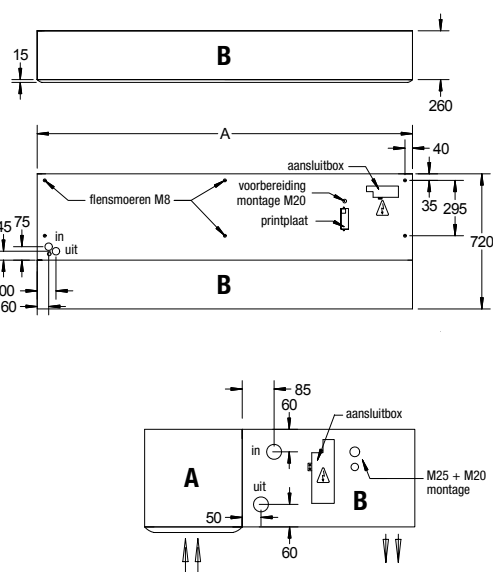 15
B
260
A
40
aansluitbox
flensmoeren M8
voorbereiding
montage M20
printplaat
35
295
720
45
75
in
uit
00
60
B
85
60
aansluitbox
in
A
uit
B
M25 + M20
montage
50
60